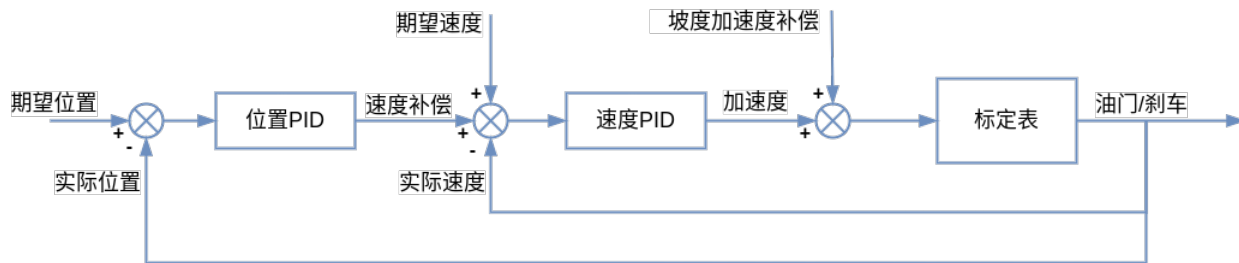 期望速度
坡度加速度补偿
期望位置
+
-
位置PID
速度补偿
+
+
-
速度PID
加速度
+
+
标定表
油门/刹车
实际位置
实际速度